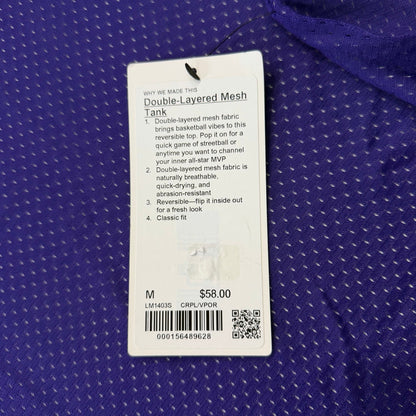 WHY WE MADE THIS
Double-Layered Mesh
Tank
1. Double-layered mesh fabric
brings basketball vibes to this
reversible top. Pop it on for a
quick game of streetball or
anytime you want to channel
your inner all-star MVP
2. Double-layered mesh fabric is
naturally breathable,
quick-drying, and
abrasion-resistant
3. Reversible—flip it inside out
for a fresh look
4. Classic fit
M $58.00
LM1403S CRPL/VPOR
000156489628